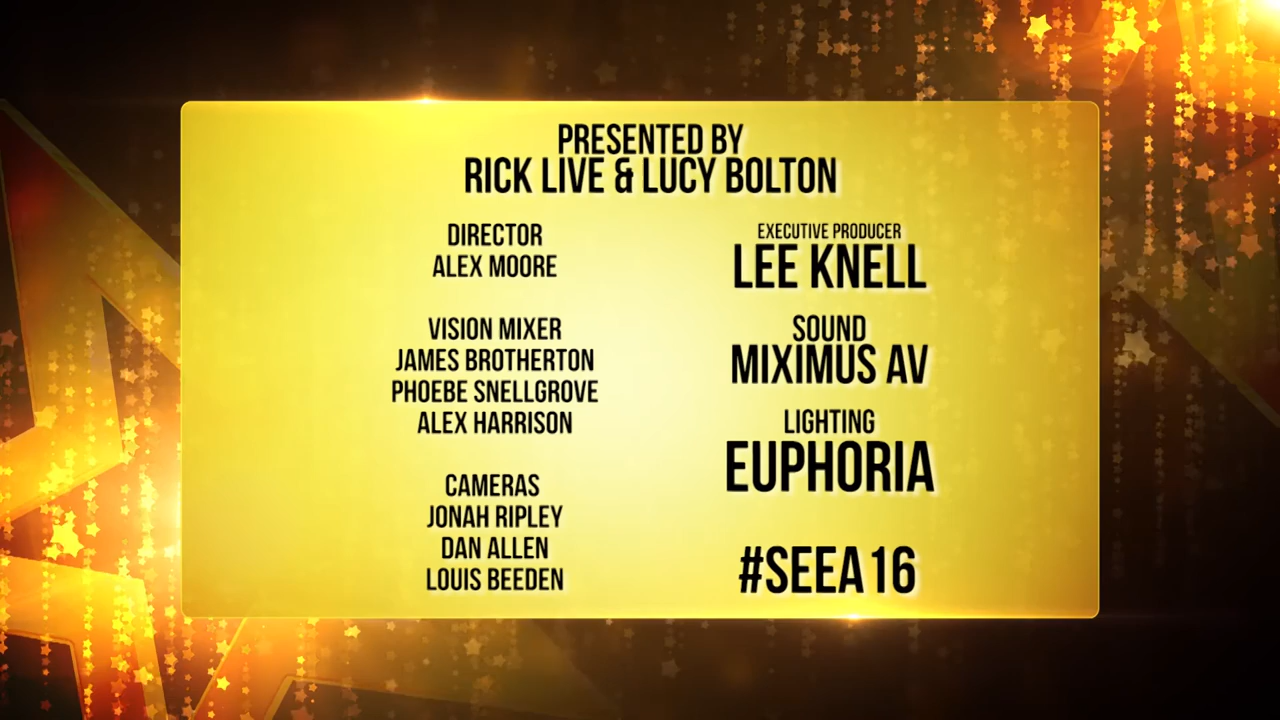 PRESENTED BY
RICK LIVE & LUCY BOLTON
DIRECTOR
ALEX MOORE
VISION MIXER
JAMES BROTHERTON
PHOEBE SNELLGROVE
ALEX HARRISON
CAMERAS
JONAH RIPLEY
DAN ALLEN
LOUIS BEEDEN
EXECUTIVE PRODUCER
LEE KNELL
SOUND
MIXIMUS AV
LIGHTING
EUPHORIA
#SEEA16